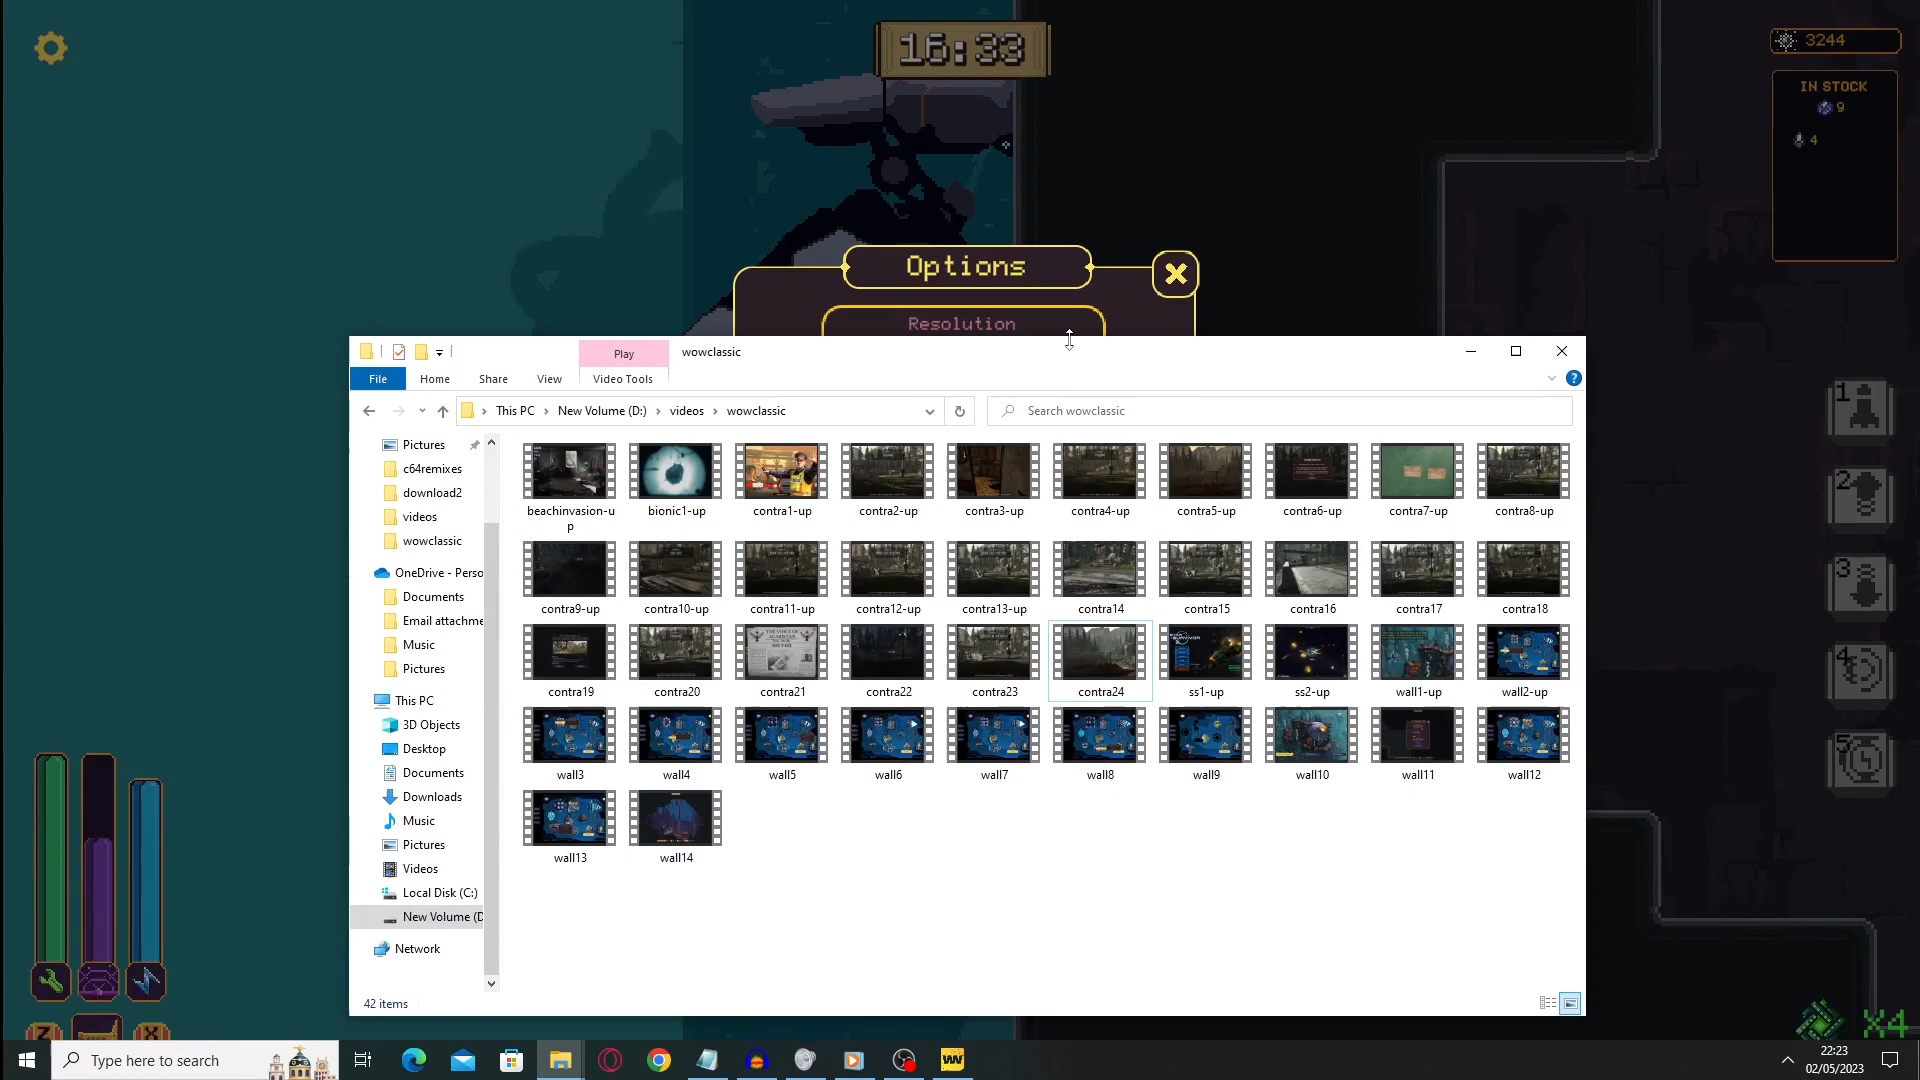 16:33
3244
IN STOCK
9
4
Options
Resolution
Play
wowclassic
File
Home
Share
View
Video Tools
This PC
New Volume (D:)
videos
wowclassic
Search wowclassic
Pictures
c64remixes
download2
videos
wowclassic
OneDrive - Perso
Documents
Email attachme
Music
Pictures
This PC
3D Objects
Desktop
Documents
Downloads
Music
Pictures
Videos
Local Disk (C:)
New Volume (D
Network
beachinvasion-u
p
bionic1-up
contra1-up
contra2-up
contra3-up
contra4-up
contra5-up
contra6-up
contra7-up
contra8-up
contra9-up
contra10-up
contra11-up
contra12-up
contra13-up
contra14
contra15
contra16
contra17
contra18
contra19
contra20
contra21
contra22
contra23
contra24
ss1-up
ss2-up
wall1-up
wall2-up
wall3
wall4
wall5
wall6
wall7
wall8
wall9
wall10
wall11
wall12
wall13
wall14
42 items
1
2
3
4
5
Z
X
X4
Type here to search
22:23
02/05/2023